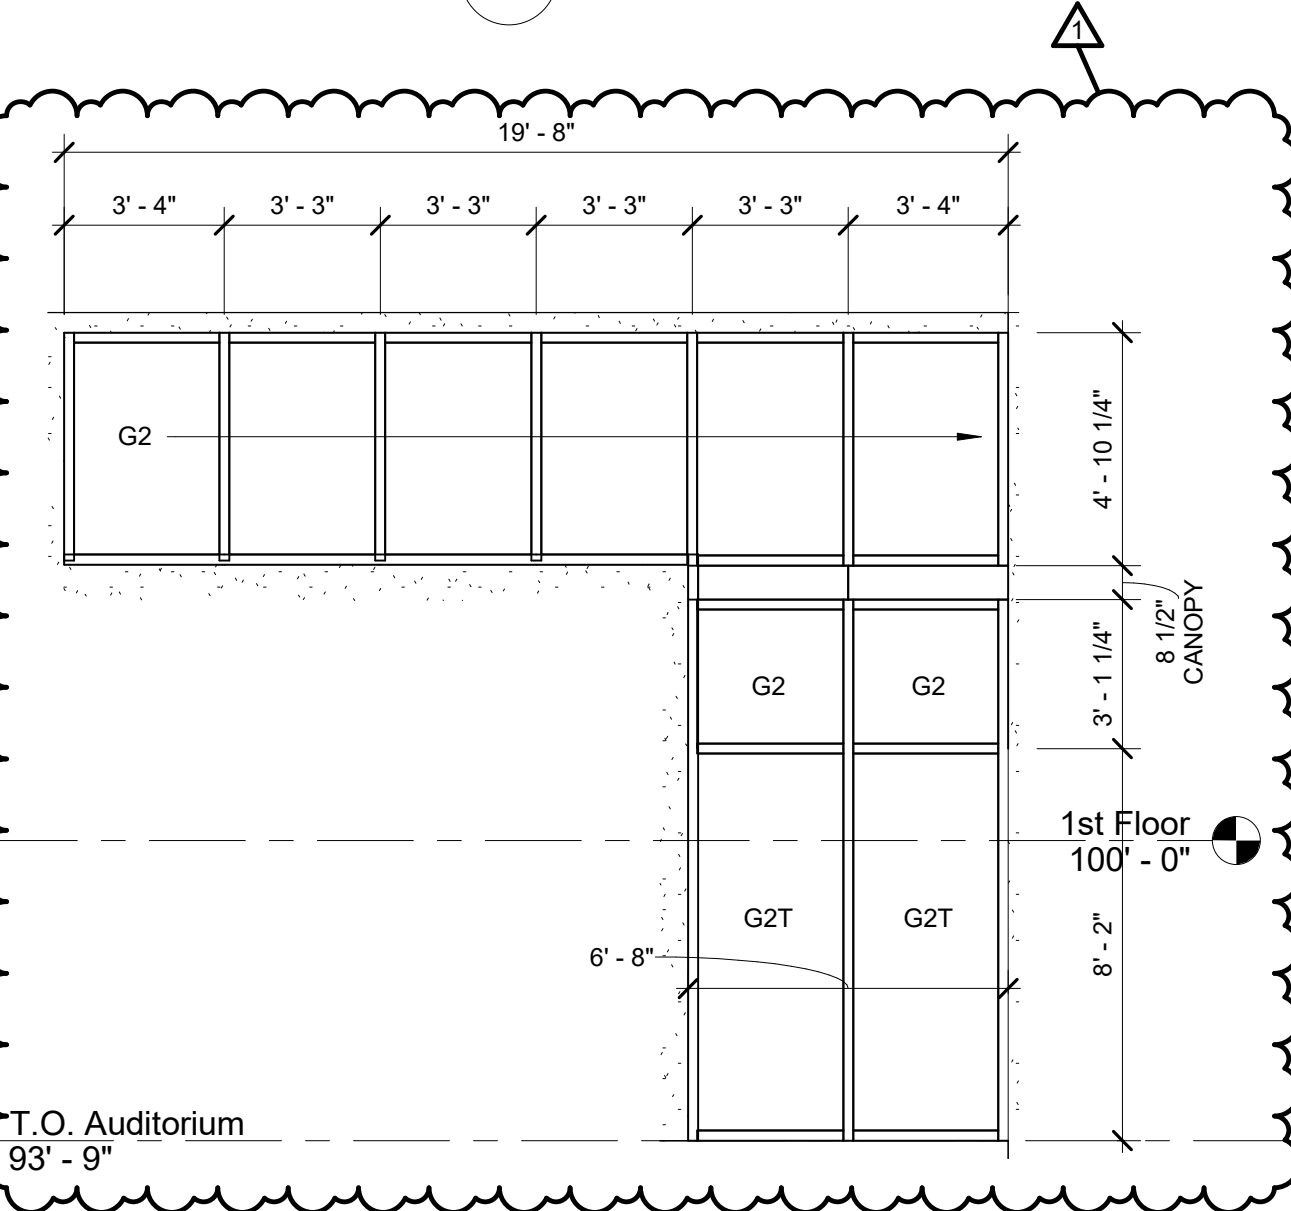 1
19' - 8"
3' - 4"
3' - 3"
3' - 3"
3' - 3"
3' - 3"
3' - 4"
G2
4' - 10 1/4"
8 1/2"
CANOPY
3' - 1 1/4"
G2
G2
1st Floor
100' - 0"
G2T
G2T
6' - 8"
8' - 2"
T.O. Auditorium
93' - 9"